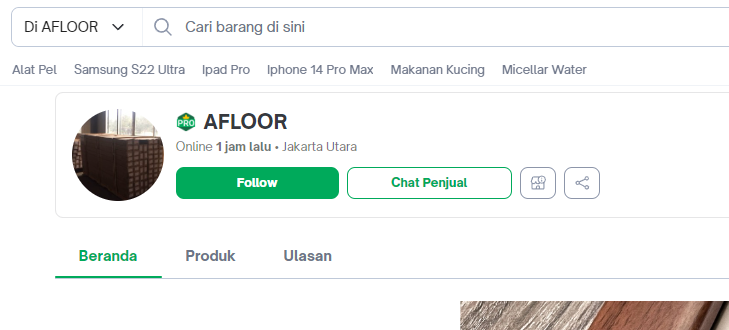 Di AFLOOR Cari barang di sini
Alat Pel Samsung S22 Ultra Ipad Pro Iphone 14 Pro Max Makanan Kucing Micellar Water
PRO AFLOOR
Online 1 jam lalu • Jakarta Utara
Follow Chat Penjual
Beranda Produk Ulasan